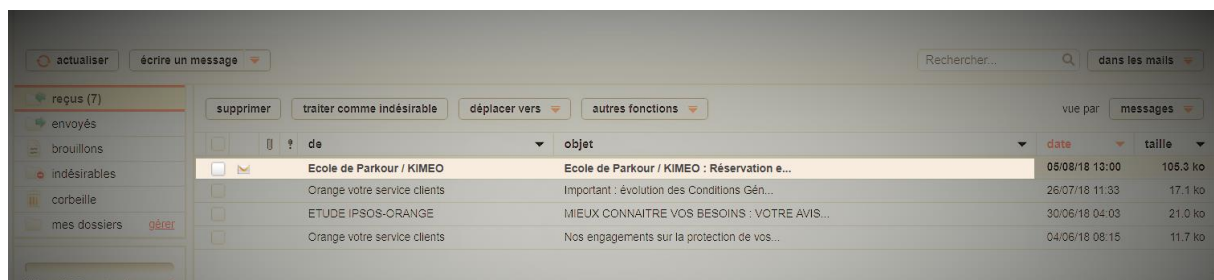 actualiser écrire un message Rechercher... dans les mails
reçus (7)
supprimer traiter comme indésirable déplacer vers autres fonctions vue par messages
envoyés
brouillons
de objet date taille
indésirables
Ecole de Parkour / KIMEO Ecole de Parkour / KIMEO : Réservation e... 05/08/18 13:00 105.3 ko
corbeille
Orange votre service clients Important : évolution des Conditions Gén... 26/07/18 11:33 17.1 ko
mes dossiers gérer
ETUDE IPSOS-ORANGE MIEUX CONNAITRE VOS BESOINS : VOTRE AVIS... 30/06/18 04:03 21.0 ko
Orange votre service clients Nos engagements sur la protection de vos... 04/06/18 08:15 11.7 ko